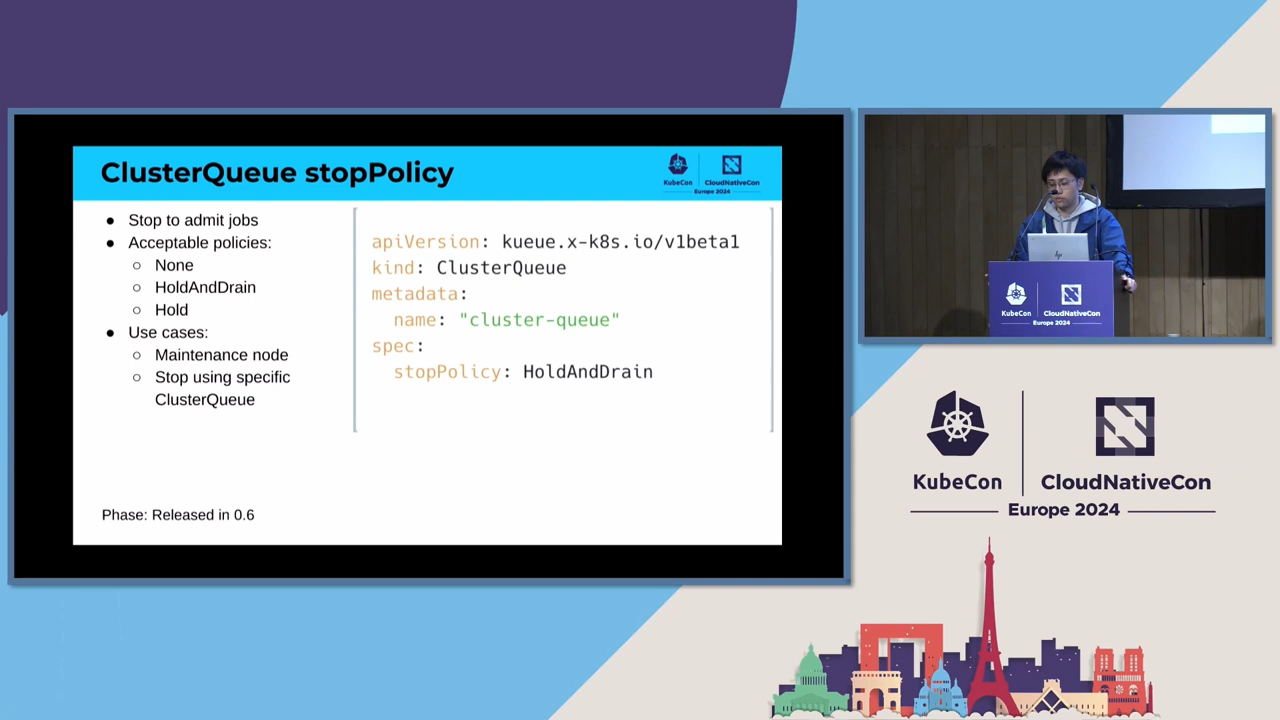 ClusterQueue stopPolicy
KubeCon
CloudNativeCon
Europe 2024
● Stop to admit jobs
● Acceptable policies:
○ None
○ HoldAndDrain
○ Hold
● Use cases:
○ Maintenance node
○ Stop using specific
ClusterQueue
apiVersion: kueue.x-k8s.io/v1beta1
kind: ClusterQueue
metadata:
name: "cluster-queue"
spec:
stopPolicy: HoldAndDrain
Phase: Released in 0.6
hp
KubeCon
CloudNativeCon
Europe 2024
KubeCon
CloudNativeCon
Europe 2024